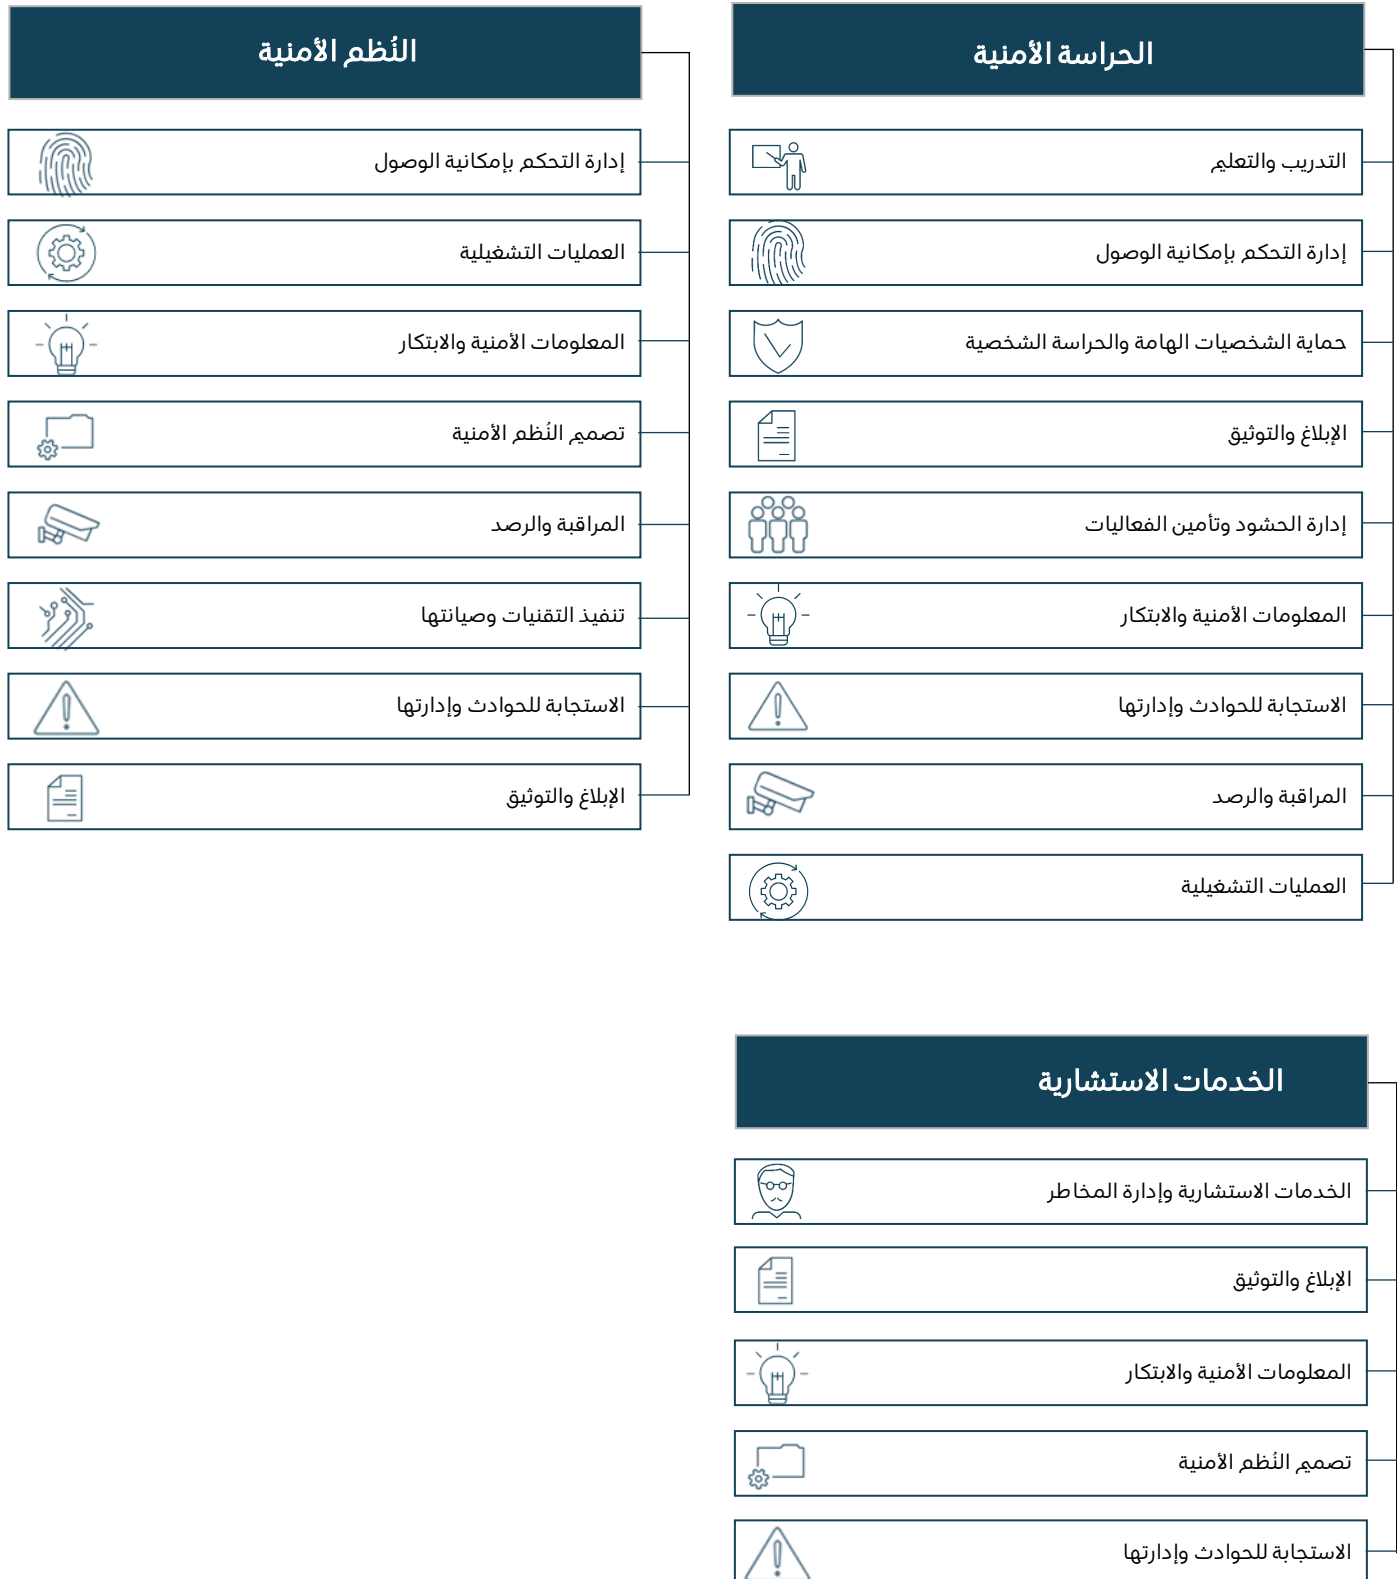 الحراسة الأمنية
التدريب والتعليم
إدارة التحكم بإمكانية الوصول
حماية الشخصيات الهامة والحراسة الشخصية
الإبلاغ والتوثيق
إدارة الحشود وتأمين الفعاليات
المعلومات الأمنية والابتكار
الاستجابة للحوادث وإدارتها
المراقبة والرصد
العمليات التشغيلية
النُظم الأمنية
إدارة التحكم بإمكانية الوصول
العمليات التشغيلية
المعلومات الأمنية والابتكار
تصميم النُظم الأمنية
المراقبة والرصد
تنفيذ التقنيات وصيانتها
الاستجابة للحوادث وإدارتها
الإبلاغ والتوثيق
الخدمات الاستشارية
الخدمات الاستشارية وإدارة المخاطر
الإبلاغ والتوثيق
المعلومات الأمنية والابتكار
تصميم النُظم الأمنية
الاستجابة للحوادث وإدارتها